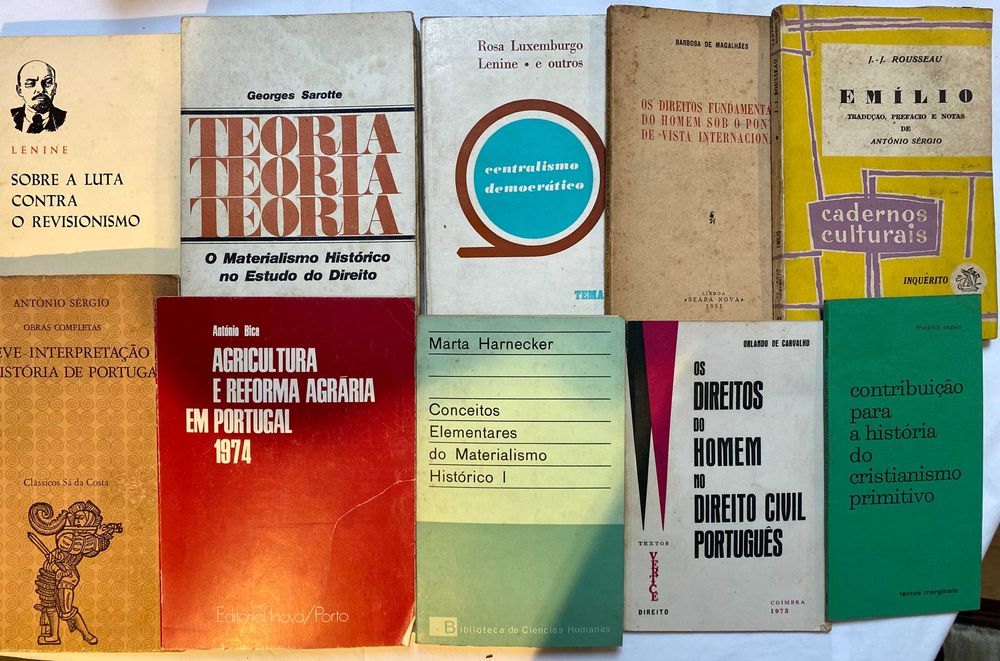 LENINE
SOBRE A LUTA
CONTRA
O REVISIONISMO
Georges Sarotte
TEORIA
TEORIA
TEORIA
O Materialismo Histórico
no Estudo do Direito
Rosa Luxemburgo
Lenine • e outros
centralismo
democrático
TEMA
BARBOSA DE MAGALHÃES
OS DIREITOS FUNDAMENTA
DO HOMEM SOB O PON
DE-VISTA INTERNACION
LISBOA
«SEARA NOVA»
1951
J.-J. ROUSSEAU
J.-J. ROUSSEAU
EMÍLIO
TRADUÇÃO, PREFÁCIO E NOTAS
DE
ANTÓNIO SÉRGIO
cadernos
culturais
INQUÉRITO
EMÍLIO
ANTÓNIO SÉRGIO
OBRAS COMPLETAS
EVE INTERPRETAÇÃO
HISTÓRIA DE PORTUGA
Clássicos Sá da Costa
António Bica
AGRICULTURA
E REFORMA AGRÁRIA
EM PORTUGAL
1974
Editorial Inova/Porto
Marta Harnecker
Conceitos
Elementares
do Materialismo
Histórico I
B
Biblioteca de Ciências Humanas
ORLANDO DE CARVALHO
OS
DIREITOS
DO
HOMEM
NO
DIREITO CIVIL
PORTUGUÊS
TEXTOS
VÉRTICE
DIREITO
COIMBRA
1973
friedrich engels
contribuição
para
a história
do
cristianismo
primitivo
textos marginais